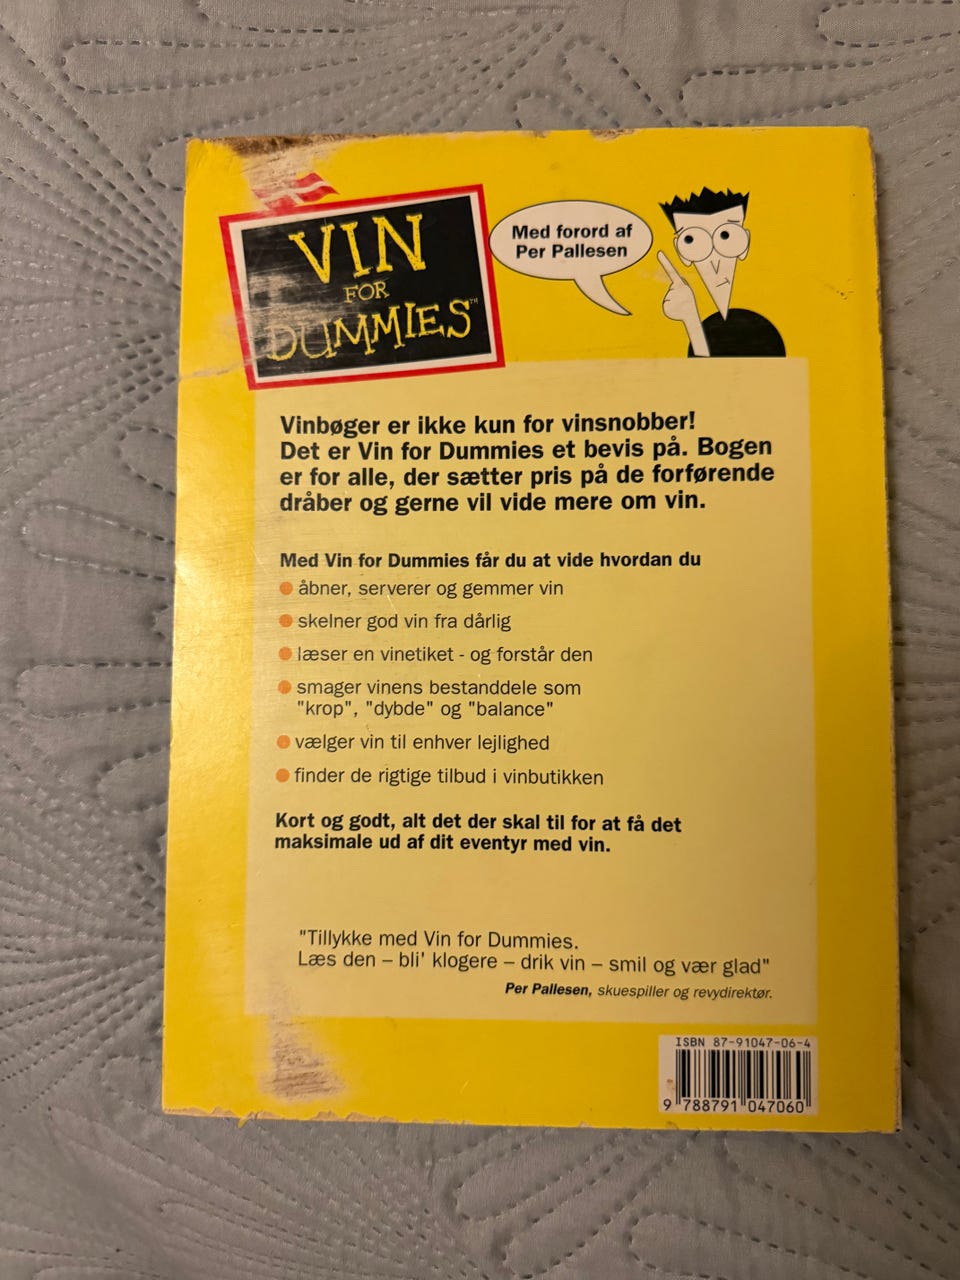 VIN
FOR
DUMMIES™
Med forord af
Per Pallesen
Vinbøger er ikke kun for vinsnobber!
Det er Vin for Dummies et bevis på. Bogen
er for alle, der sætter pris på de forførende
dråber og gerne vil vide mere om vin.
Med Vin for Dummies får du at vide hvordan du
åbner, serverer og gemmer vin
skelner god vin fra dårlig
læser en vinetiket - og forstår den
smager vinens bestanddele som
"krop", "dybde" og "balance"
vælger vin til enhver lejlighed
finder de rigtige tilbud i vinbutikken
Kort og godt, alt det der skal til for at få det
maksimale ud af dit eventyr med vin.
"Tillykke med Vin for Dummies.
Læs den – bli' klogere – drik vin – smil og vær glad"
Per Pallesen, skuespiller og revydirektør.
ISBN 87-91047-06-4
9 788791 047060